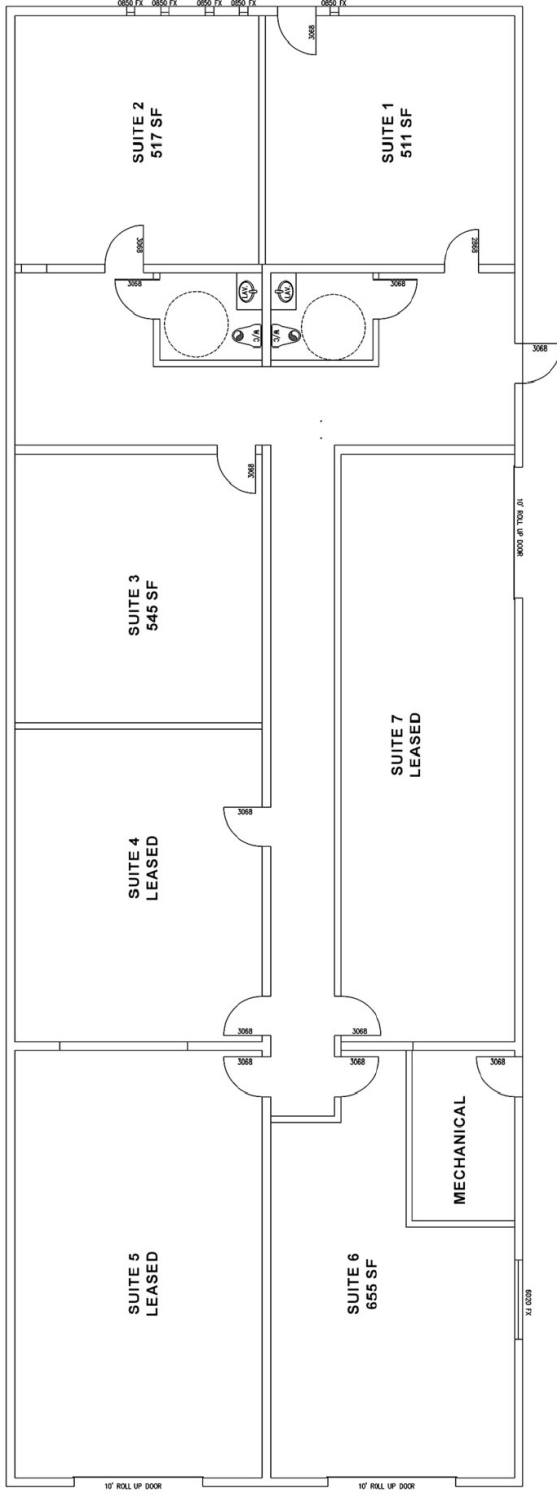 0850 FX
0850 FX
0850 FX
0850 FX
0850 FX
3068
SUITE 2
517 SF
SUITE 1
511 SF
3068
2868
3068
LAV.
LAV.
3068
W/C
W/C
3068
3068
10' ROLL UP DOOR
SUITE 3
545 SF
SUITE 7
LEASED
3068
SUITE 4
LEASED
3068
3068
3068
3068
3068
MECHANICAL
SUITE 5
LEASED
SUITE 6
655 SF
6020 FX
10' ROLL UP DOOR
10' ROLL UP DOOR